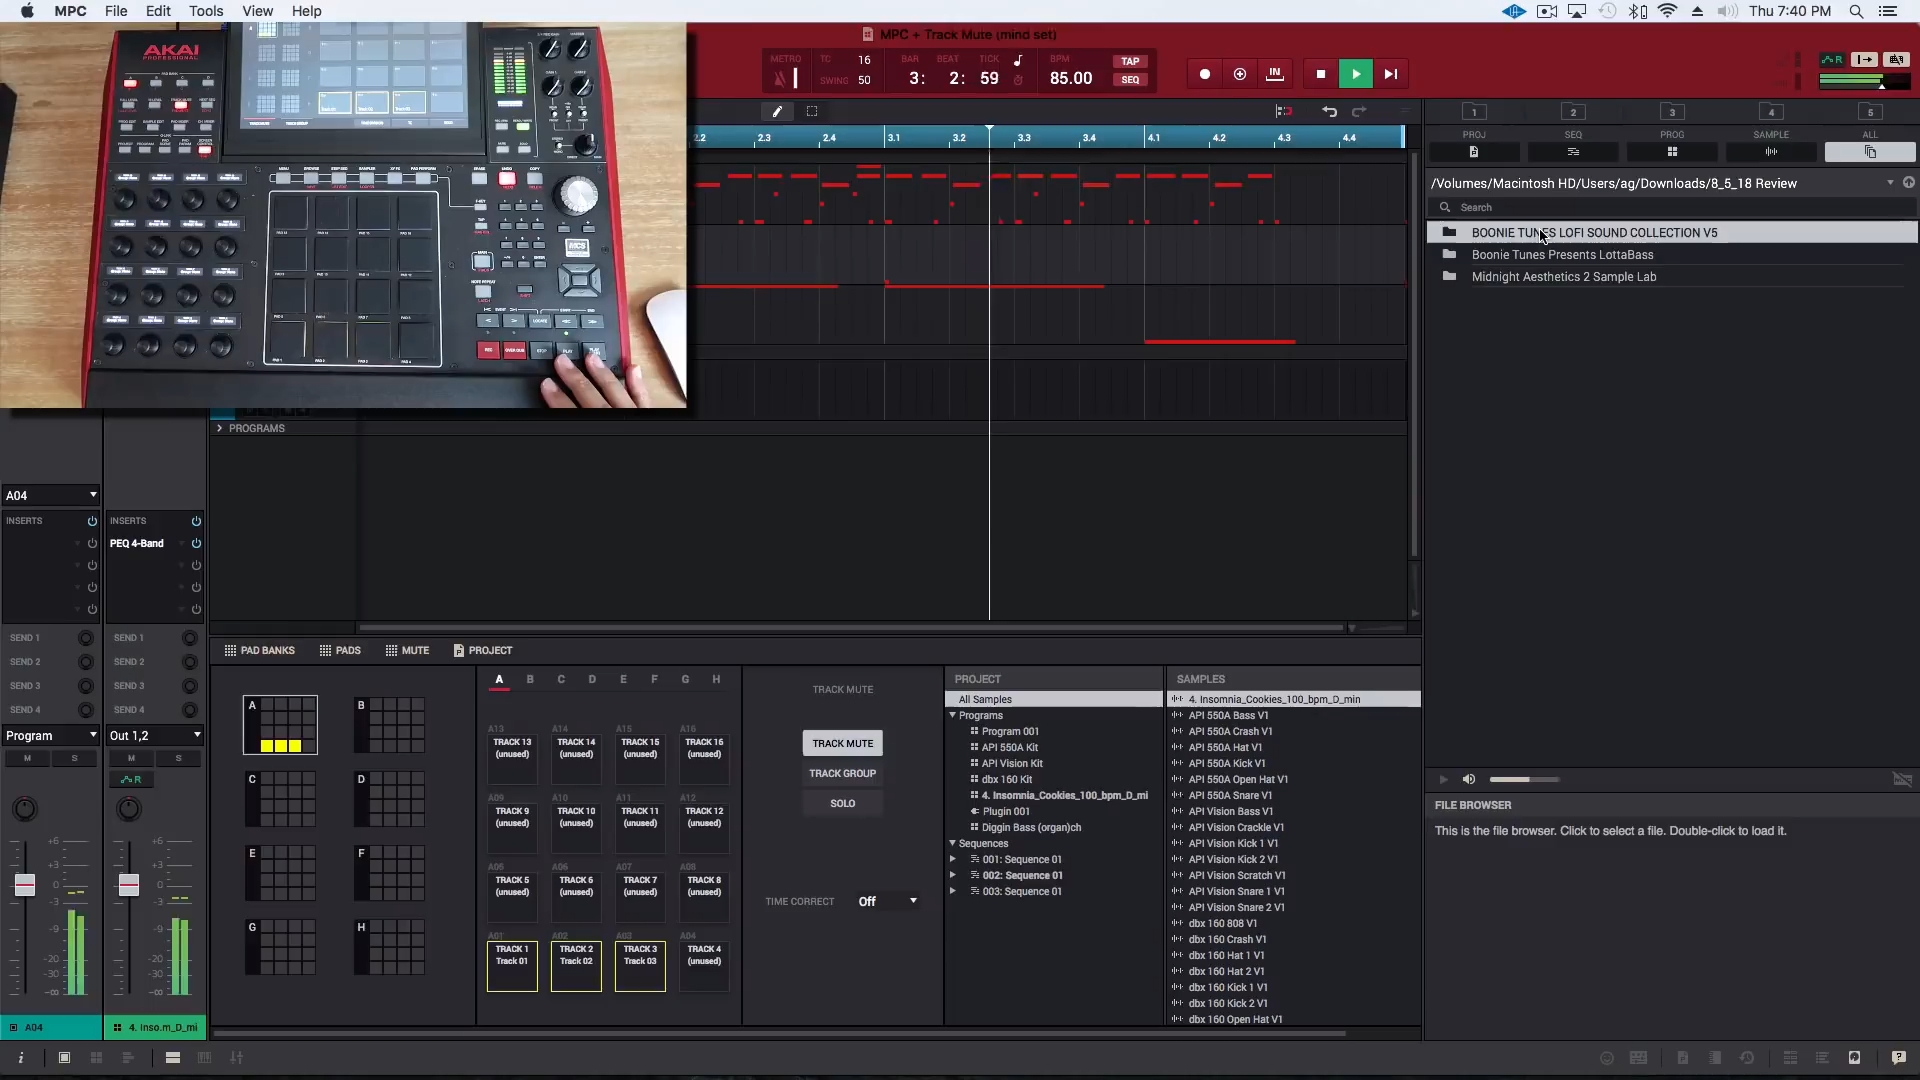 MPC File Edit Tools View Help
Thu 7:40 PM
AKAI
PROFESSIONAL
MPC + Track Mute (mind set)
METRO TC 16 BAR BEAT TICK BPM TAP
SWING 50 3: 2: 59 85.00 SEQ
IN
R
1 2 3 4 5
PROJ SEQ PROG SAMPLE ALL
2.2 2.3 2.4 3.1 3.2 3.3 3.4 4.1 4.2 4.3 4.4
/Volumes/Macintosh HD/Users/ag/Downloads/8_5_18 Review
Search
BOONIE TUNES LOFI SOUND COLLECTION V5
Boonie Tunes Presents LottaBass
Midnight Aesthetics 2 Sample Lab
PROGRAMS
A04
INSERTS INSERTS
PEQ 4-Band
SEND 1 SEND 1
SEND 2 SEND 2
SEND 3 SEND 3
SEND 4 SEND 4
Program Out 1,2
M S M S
R
+6 +6
+3 +3
0 0
-3 -3
-9 -9
-20 -20
-30 -30
-∞ -∞
A04 4. Inso.m_D_mi
PAD BANKS PADS MUTE PROJECT
A B
C D
E F
G H
A B C D E F G H
A13 A14 A15 A16
TRACK 13 TRACK 14 TRACK 15 TRACK 16
(unused) (unused) (unused) (unused)
A09 A10 A11 A12
TRACK 9 TRACK 10 TRACK 11 TRACK 12
(unused) (unused) (unused) (unused)
A05 A06 A07 A08
TRACK 5 TRACK 6 TRACK 7 TRACK 8
(unused) (unused) (unused) (unused)
A01 A02 A03 A04
TRACK 1 TRACK 2 TRACK 3 TRACK 4
Track 01 Track 02 Track 03 (unused)
TRACK MUTE
TRACK MUTE
TRACK GROUP
SOLO
TIME CORRECT Off
PROJECT
All Samples
Programs
Program 001
API 550A Kit
API Vision Kit
dbx 160 Kit
4. Insomnia_Cookies_100_bpm_D_mi
Plugin 001
Diggin Bass (organ)ch
Sequences
001: Sequence 01
002: Sequence 01
003: Sequence 01
SAMPLES
4. Insomnia_Cookies_100_bpm_D_min
API 550A Bass V1
API 550A Crash V1
API 550A Hat V1
API 550A Kick V1
API 550A Open Hat V1
API 550A Snare V1
API Vision Bass V1
API Vision Crackle V1
API Vision Kick 1 V1
API Vision Kick 2 V1
API Vision Scratch V1
API Vision Snare 1 V1
API Vision Snare 2 V1
dbx 160 808 V1
dbx 160 Crash V1
dbx 160 Hat 1 V1
dbx 160 Hat 2 V1
dbx 160 Kick 1 V1
dbx 160 Kick 2 V1
dbx 160 Open Hat V1
FILE BROWSER
This is the file browser. Click to select a file. Double-click to load it.